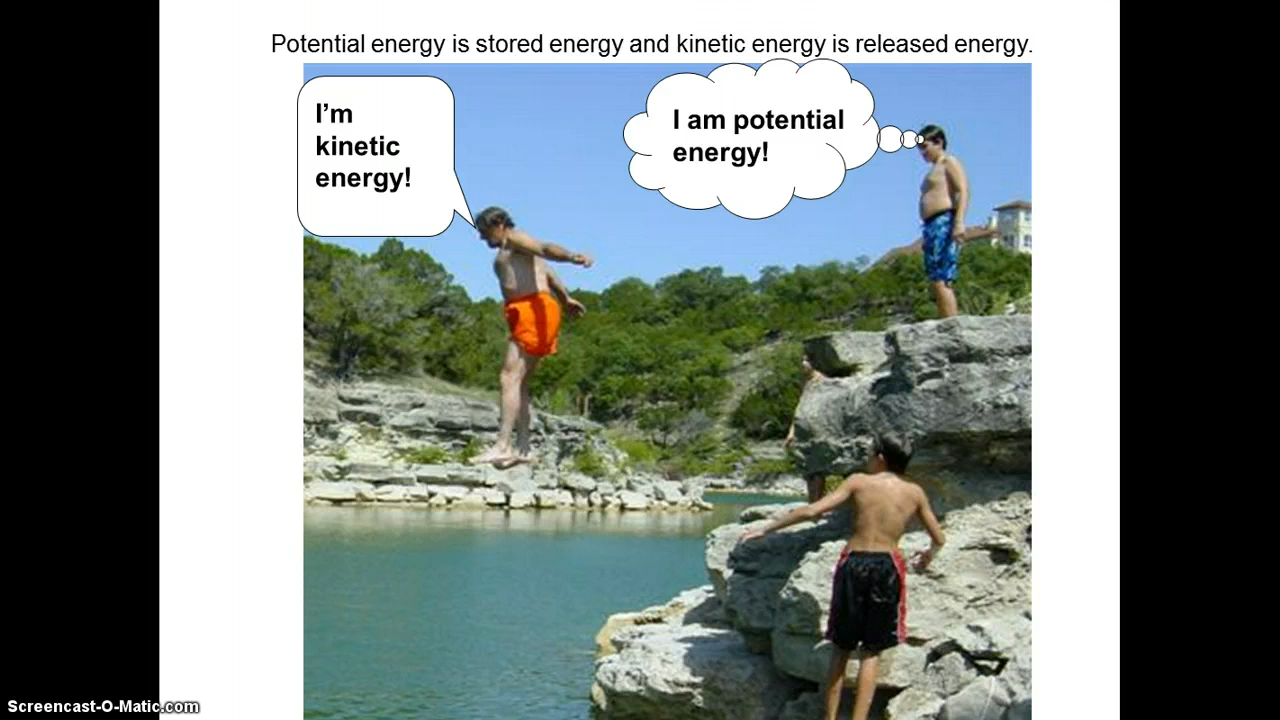 Potential energy is stored energy and kinetic energy is released energy.
I'm
kinetic
energy!
I am potential
energy!
Screencast-O-Matic.com